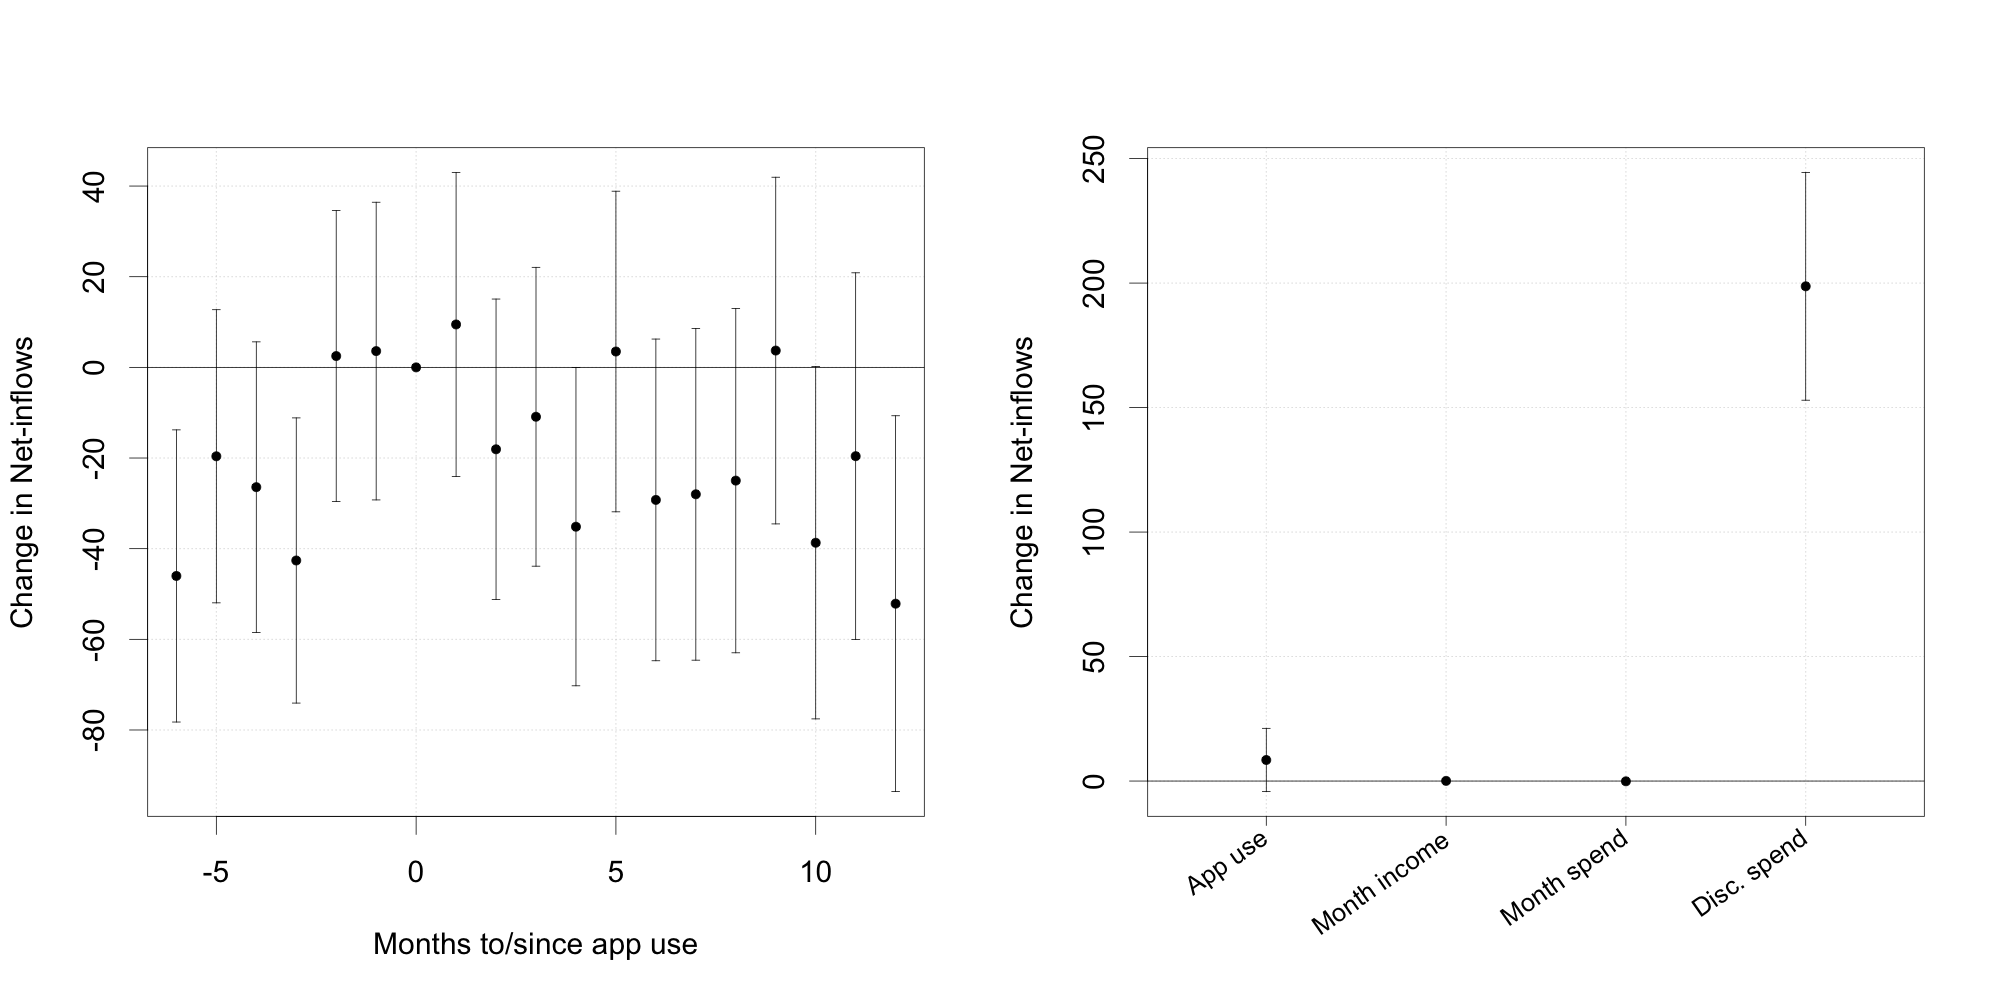 Change in Net-inflows
40
20
0
-20
-40
-60
-80
-5 0 5 10
Months to/since app use
Change in Net-inflows
250
200
150
100
50
0
App use
Month income
Month spend
Disc. spend